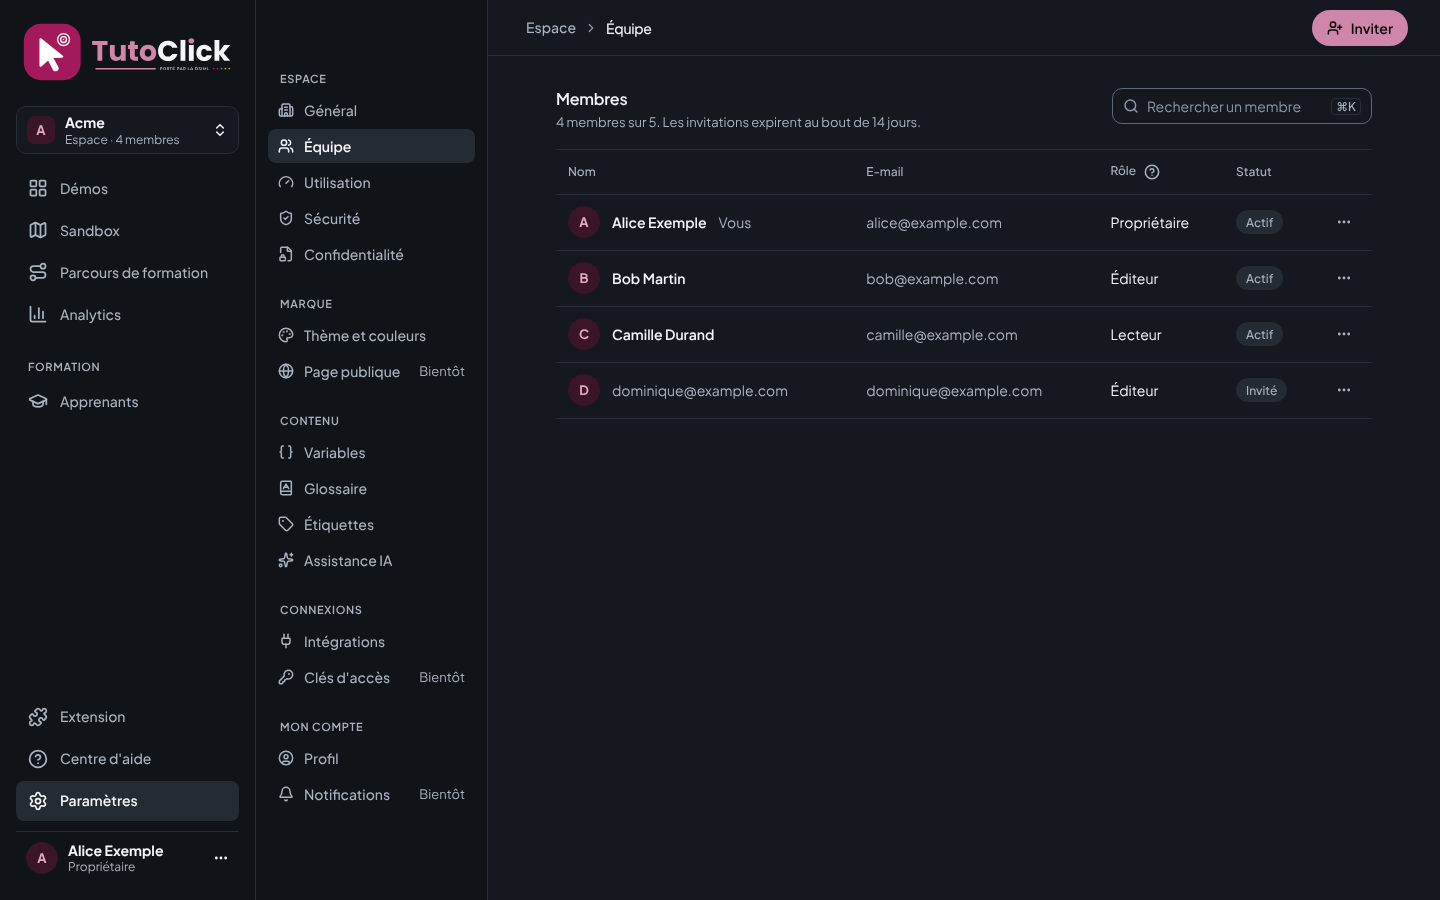 TutoClick
PORTÉ PAR LA DSIML
A
Acme
Espace · 4 membres
Démos
Sandbox
Parcours de formation
Analytics
FORMATION
Apprenants
Extension
Centre d'aide
Paramètres
A
Alice Exemple
Propriétaire
ESPACE
Général
Équipe
Utilisation
Sécurité
Confidentialité
MARQUE
Thème et couleurs
Page publique Bientôt
CONTENU
Variables
Glossaire
Étiquettes
Assistance IA
CONNEXIONS
Intégrations
Clés d'accès Bientôt
MON COMPTE
Profil
Notifications Bientôt
Espace > Équipe
Inviter
Membres
4 membres sur 5. Les invitations expirent au bout de 14 jours.
Rechercher un membre ⌘K
Nom E-mail Rôle Statut
A Alice Exemple Vous alice@example.com Propriétaire Actif
B Bob Martin bob@example.com Éditeur Actif
C Camille Durand camille@example.com Lecteur Actif
D dominique@example.com dominique@example.com Éditeur Invité